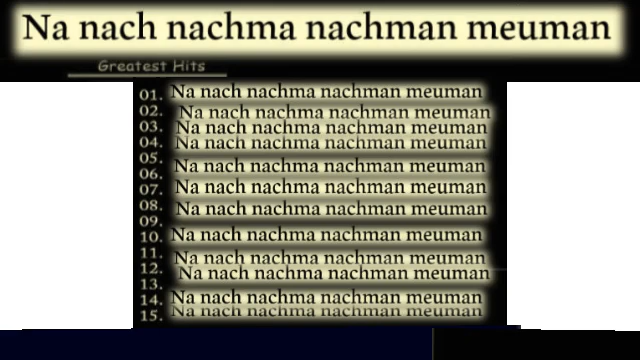 Na nach nachma nachman meuman
Greatest Hits
01. Na nach nachma nachman meuman
02. Na nach nachma nachman meuman
03. Na nach nachma nachman meuman
04. Na nach nachma nachman meuman
05.
06. Na nach nachma nachman meuman
07. Na nach nachma nachman meuman
08. Na nach nachma nachman meuman
09.
10. Na nach nachma nachman meuman
11. Na nach nachma nachman meuman
12. Na nach nachma nachman meuman
13.
14. Na nach nachma nachman meuman
15. Na nach nachma nachman meuman